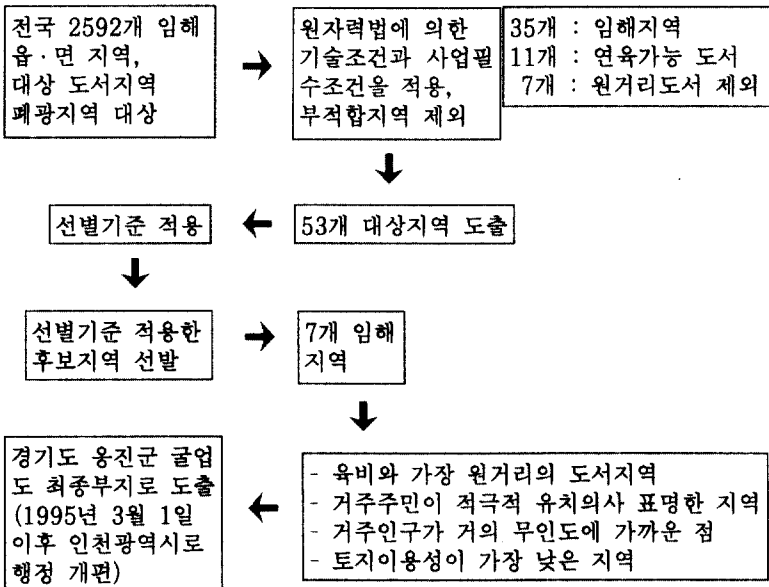 전국 2592개 임해
읍·면 지역,
대상 도서지역
폐광지역 대상
원자력법에 의한
기술조건과 사업필
수조건을 적용,
부적합지역 제외
35개 : 임해지역
11개 : 연육가능 도서
7개 : 원거리도서 제외
53개 대상지역 도출
선별기준 적용
선별기준 적용한
후보지역 선발
7개 임해
지역
- 육비와 가장 원거리의 도서지역
- 거주주민이 적극적 유치의사 표명한 지역
- 거주인구가 거의 무인도에 가까운 점
- 토지이용성이 가장 낮은 지역
경기도 옹진군 굴업
도 최종부지로 도출
(1995년 3월 1일
이후 인천광역시로
행정 개편)